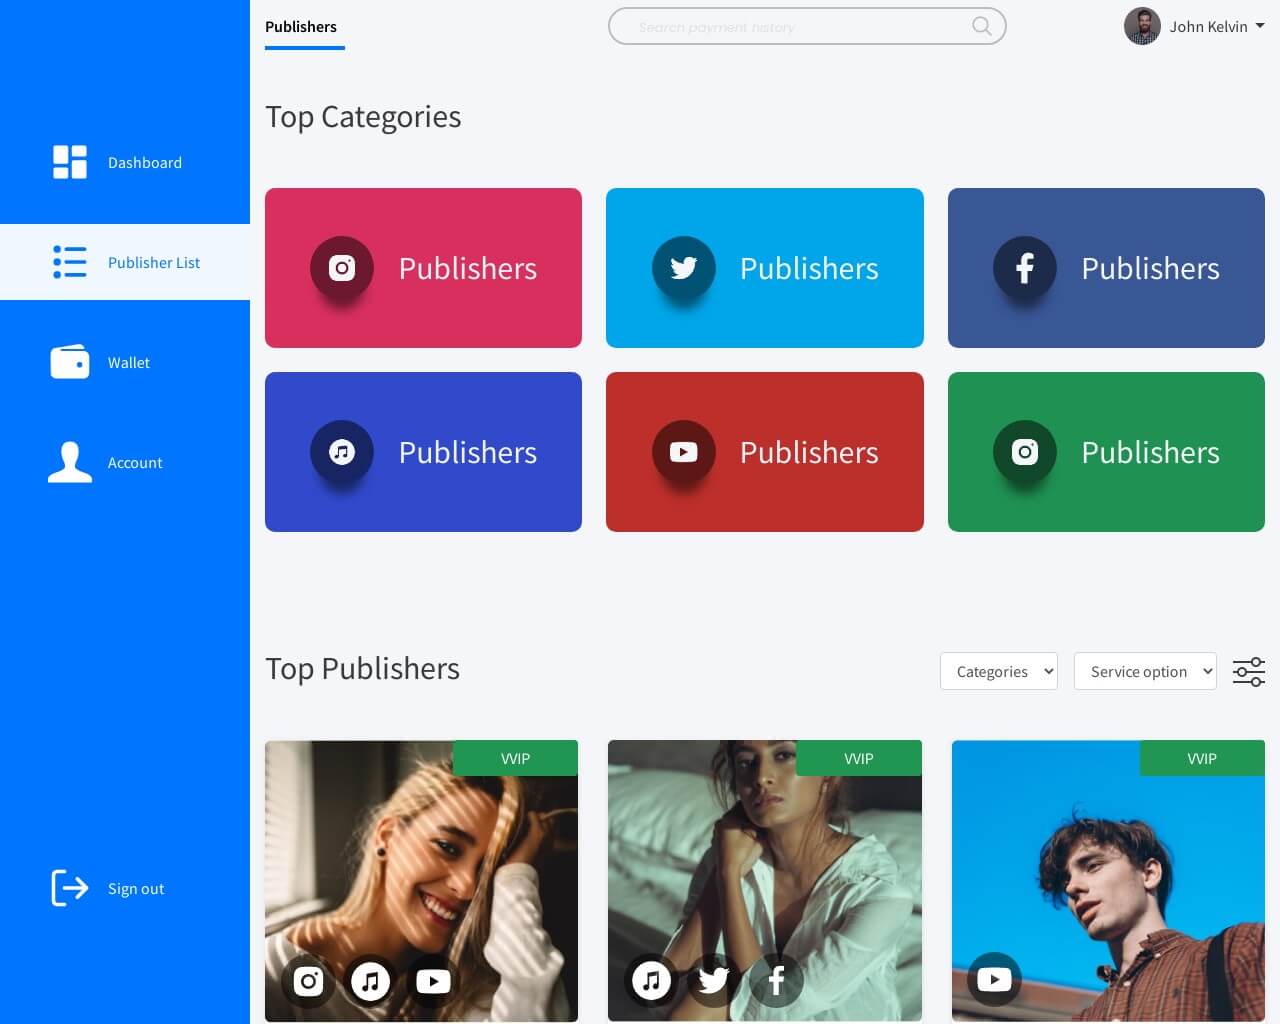 Publishers
Search payment history
John Kelvin
Dashboard
Publisher List
Wallet
Account
Sign out
Top Categories
Publishers
Publishers
Publishers
Publishers
Publishers
Publishers
Top Publishers
Categories
Service option
VVIP
VVIP
VVIP